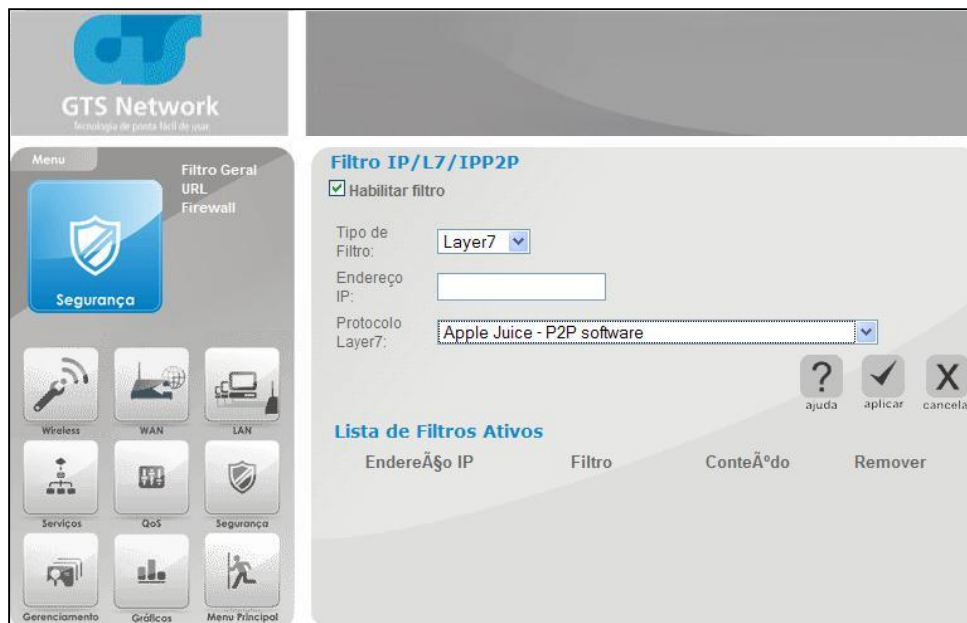 GTS Network
Tecnologia de ponta fácil de usar
Menu
Filtro Geral
URL
Firewall
Segurança
Wireless
WAN
LAN
Serviços
QoS
Segurança
Gerenciamento
Gráficos
Menu Principal
Filtro IP/L7/IPP2P
Habilitar filtro
Tipo de
Filtro:
Layer7
Endereço
IP:
Protocolo
Layer7:
Apple Juice - P2P software
?
ajuda
aplicar
X
cancela
Lista de Filtros Ativos
EndereÃ§o IP Filtro ConteÃºdo Remover